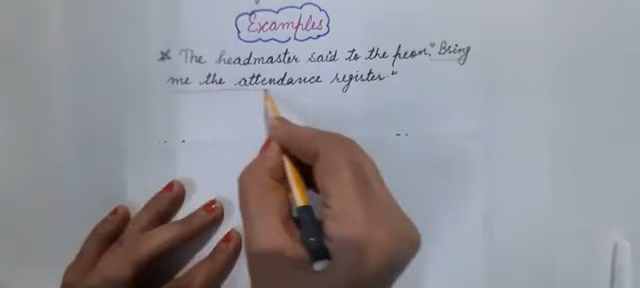 Examples
* The headmaster said to the peon, "Bring
me the attendance register."